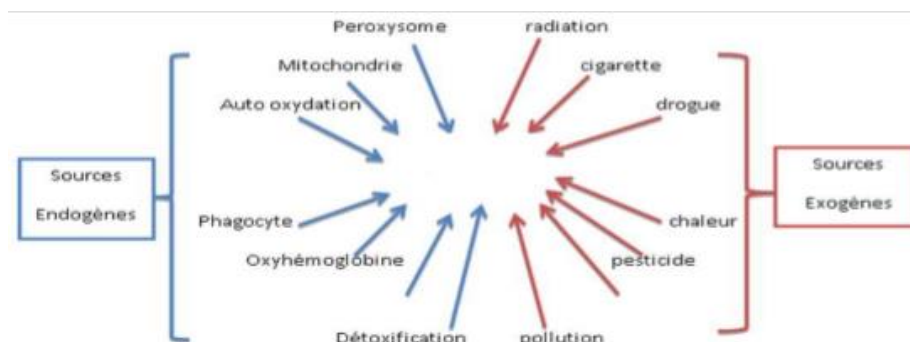 Peroxysome
radiation
Mitochondrie
cigarette
Auto oxydation
drogue
Sources
Endogènes
Sources
Exogènes
Phagocyte
chaleur
Oxyhémoglobine
pesticide
Détoxification
pollution